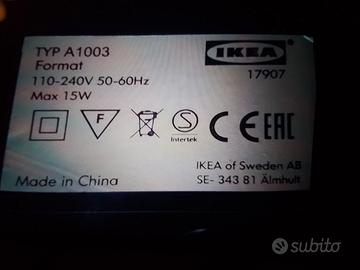 TYP A1003
Format
110-240V 50-60Hz
Max 15W
IKEA
17907
F
S
Intertek
CE
EAC
IKEA of Sweden AB
SE- 343 81 Älmhult
Made in China
subito